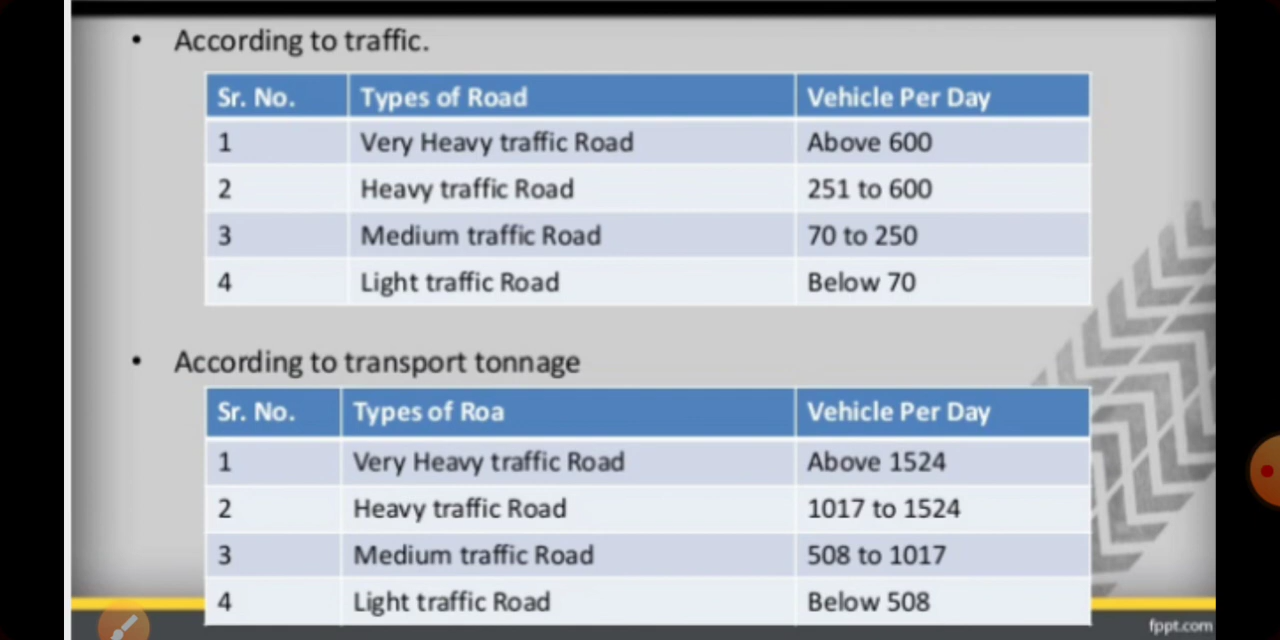 • According to traffic.
Sr. No. Types of Road Vehicle Per Day
1 Very Heavy traffic Road Above 600
2 Heavy traffic Road 251 to 600
3 Medium traffic Road 70 to 250
4 Light traffic Road Below 70
• According to transport tonnage
Sr. No. Types of Roa Vehicle Per Day
1 Very Heavy traffic Road Above 1524
2 Heavy traffic Road 1017 to 1524
3 Medium traffic Road 508 to 1017
4 Light traffic Road Below 508
fppt.com